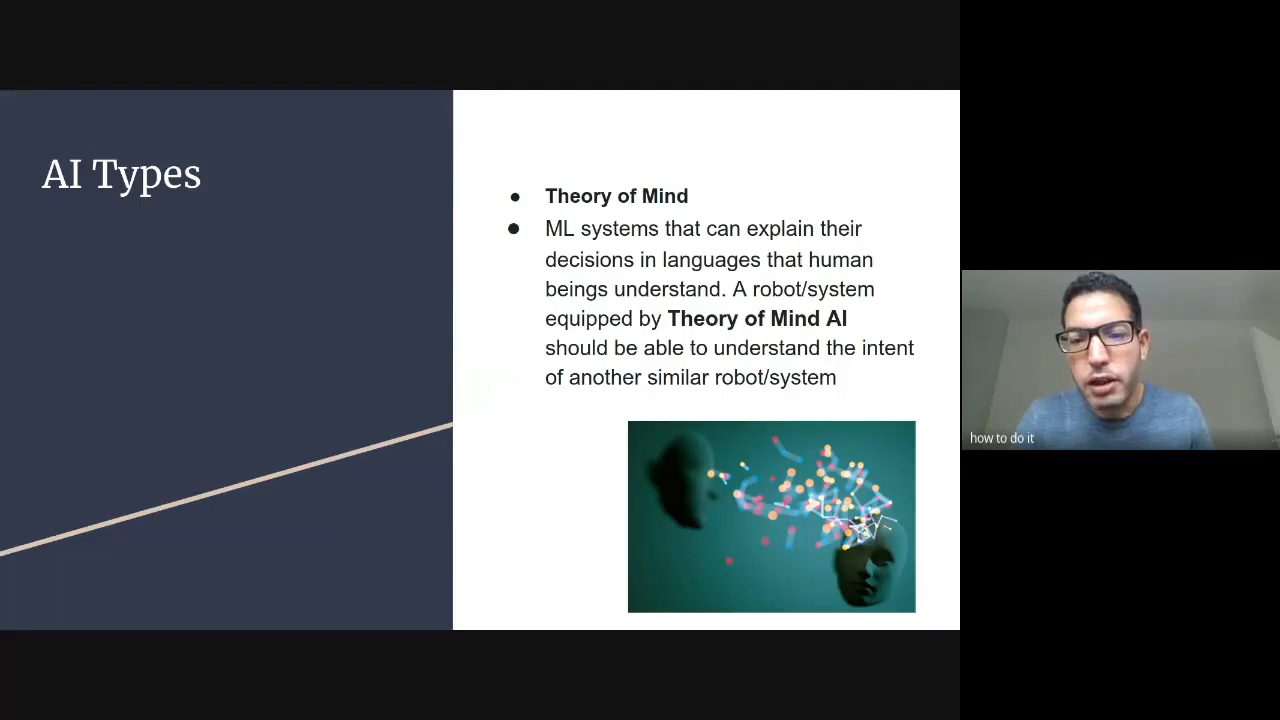 AI Types
Theory of Mind
ML systems that can explain their
decisions in languages that human
beings understand. A robot/system
equipped by Theory of Mind AI
should be able to understand the intent
of another similar robot/system
how to do it